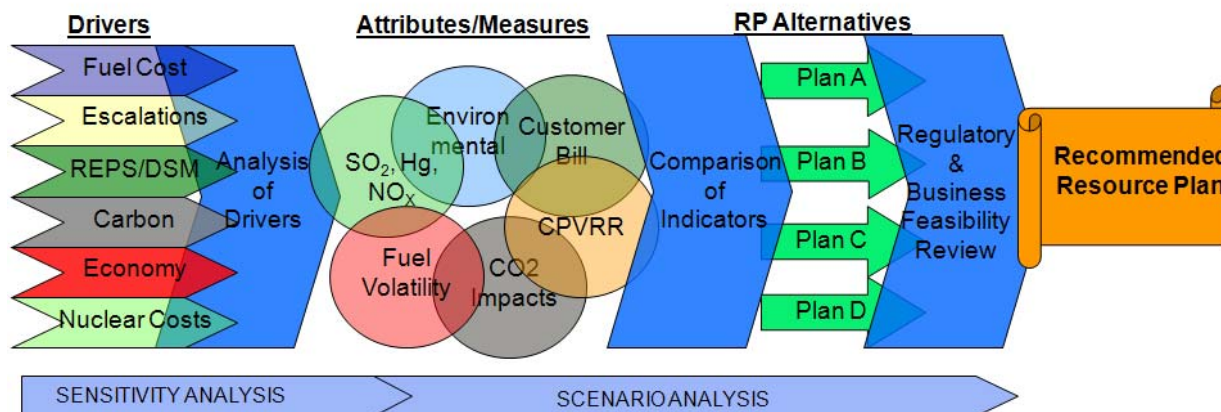 Drivers
Attributes/Measures
RP Alternatives
Fuel Cost
Escalations
REPS/DSM
Carbon
Economy
Nuclear Costs
Analysis
of
Drivers
SO₂, Hg,
NOₓ
Environ
mental
Customer
Bill
CPVRR
CO2
Impacts
Fuel
Volatility
Comparison
of
Indicators
Plan A
Plan B
Plan C
Plan D
Regulatory
&
Business
Feasibility
Review
Recommended
Resource Plan
SENSITIVITY ANALYSIS
SCENARIO ANALYSIS